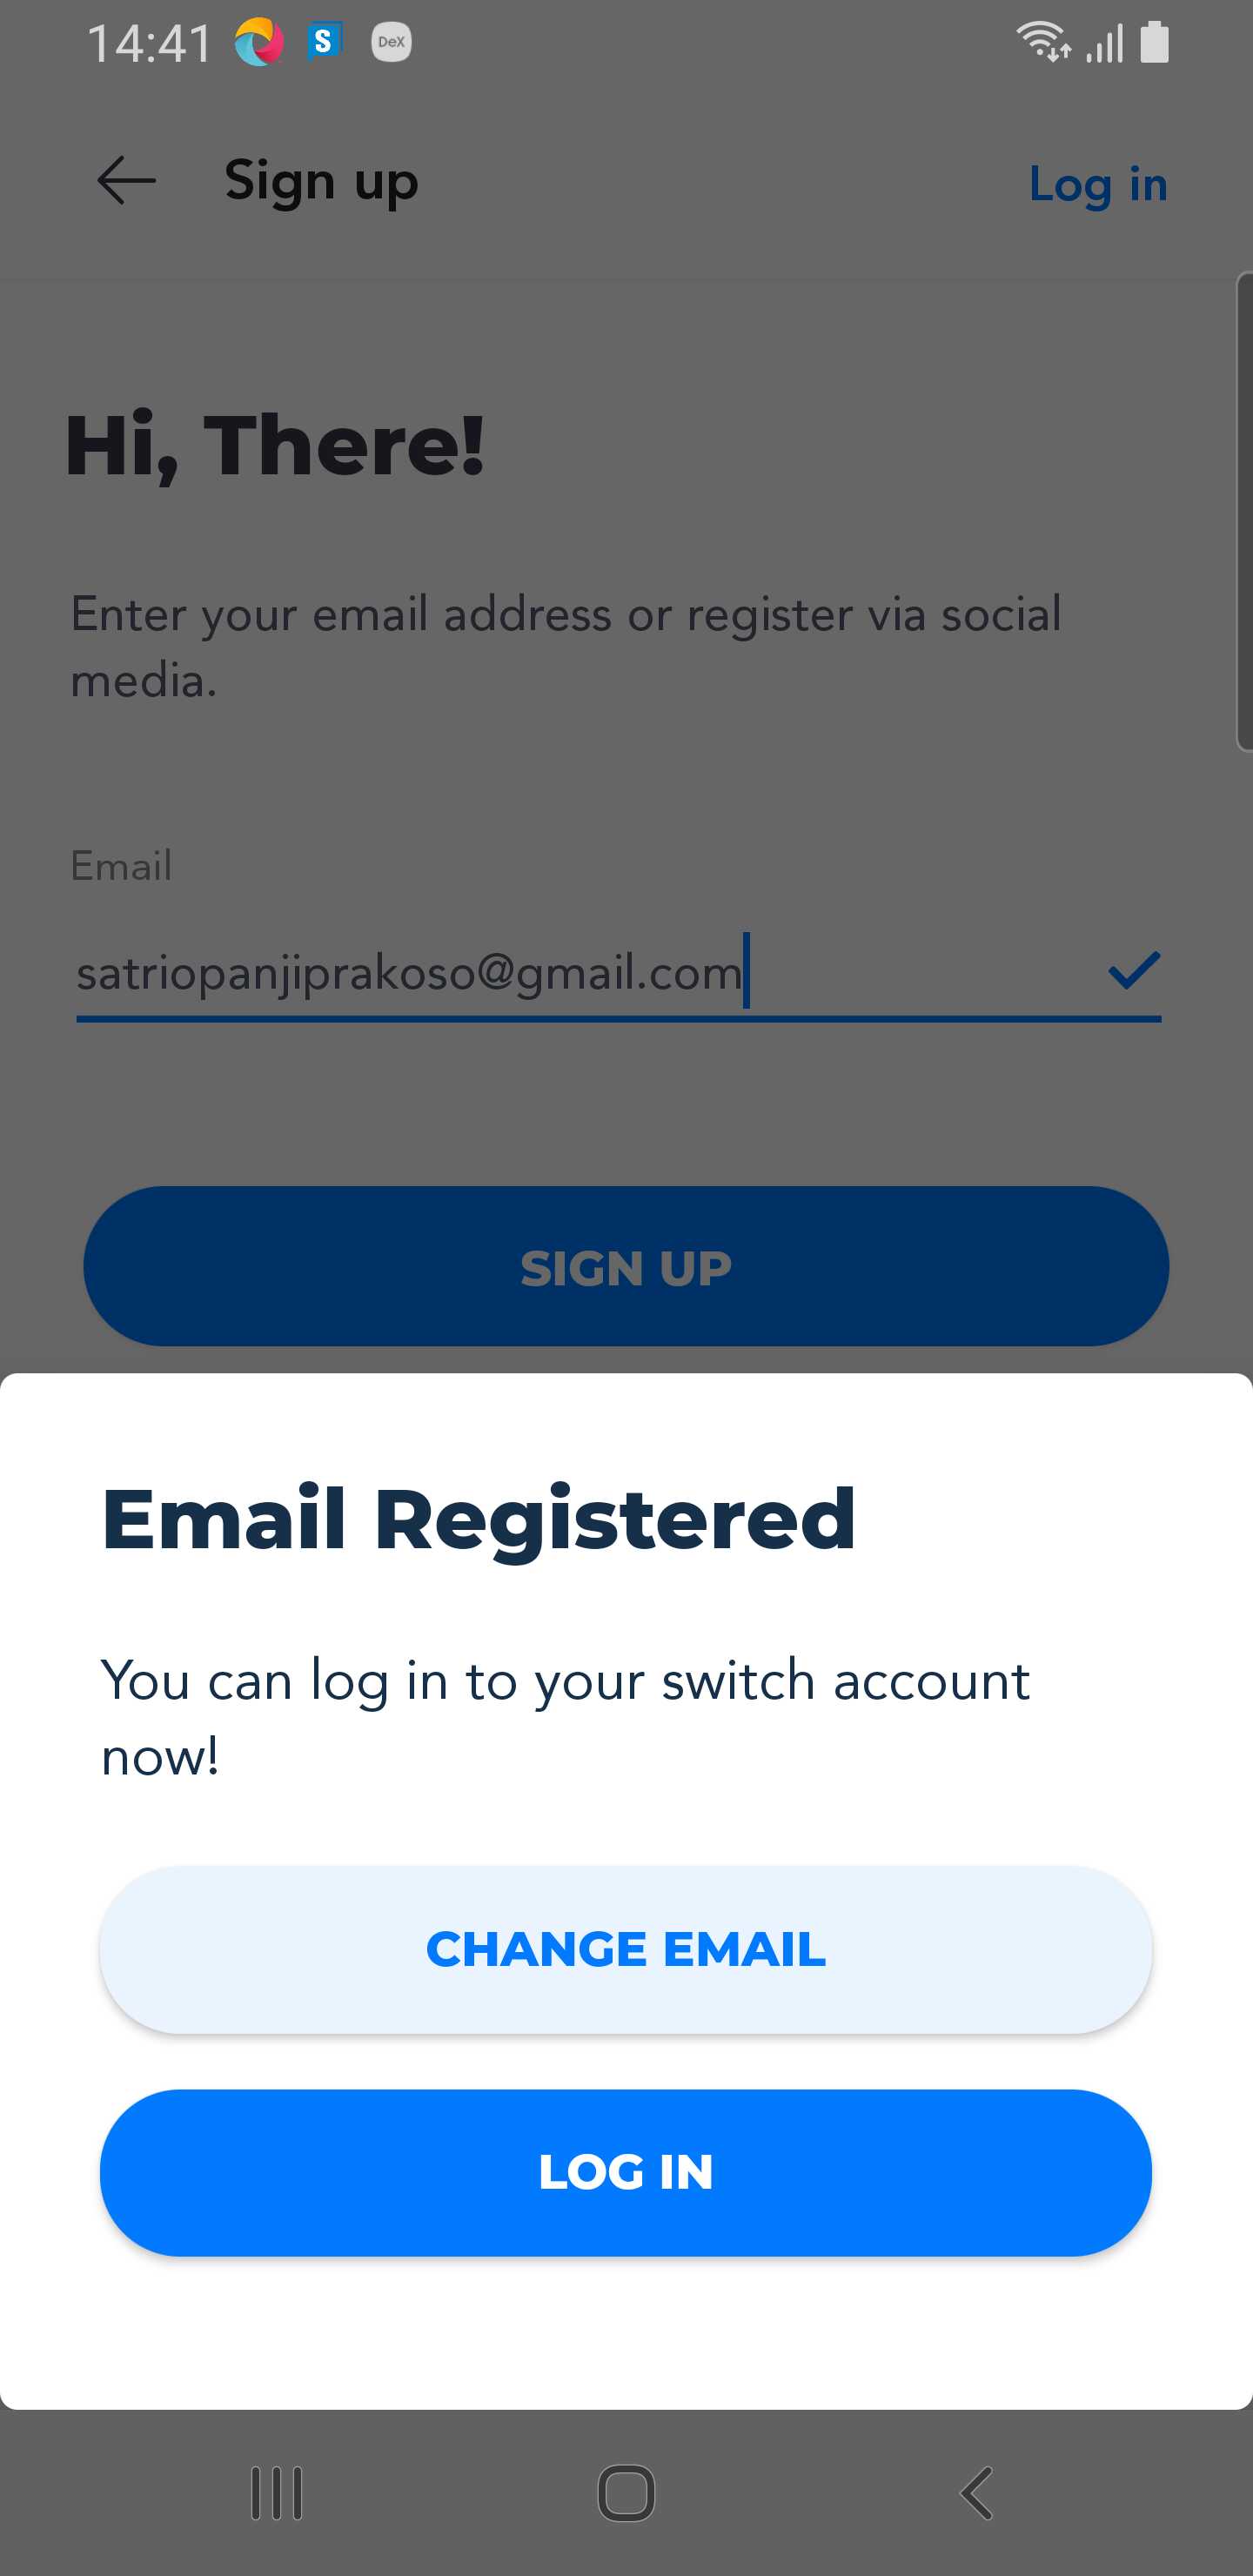 14:41 S DeX
Sign up Log in
Hi, There!
Enter your email address or register via social
media.
Email
satriopanjiprakoso@gmail.com
SIGN UP
Email Registered
You can log in to your switch account
now!
CHANGE EMAIL
LOG IN